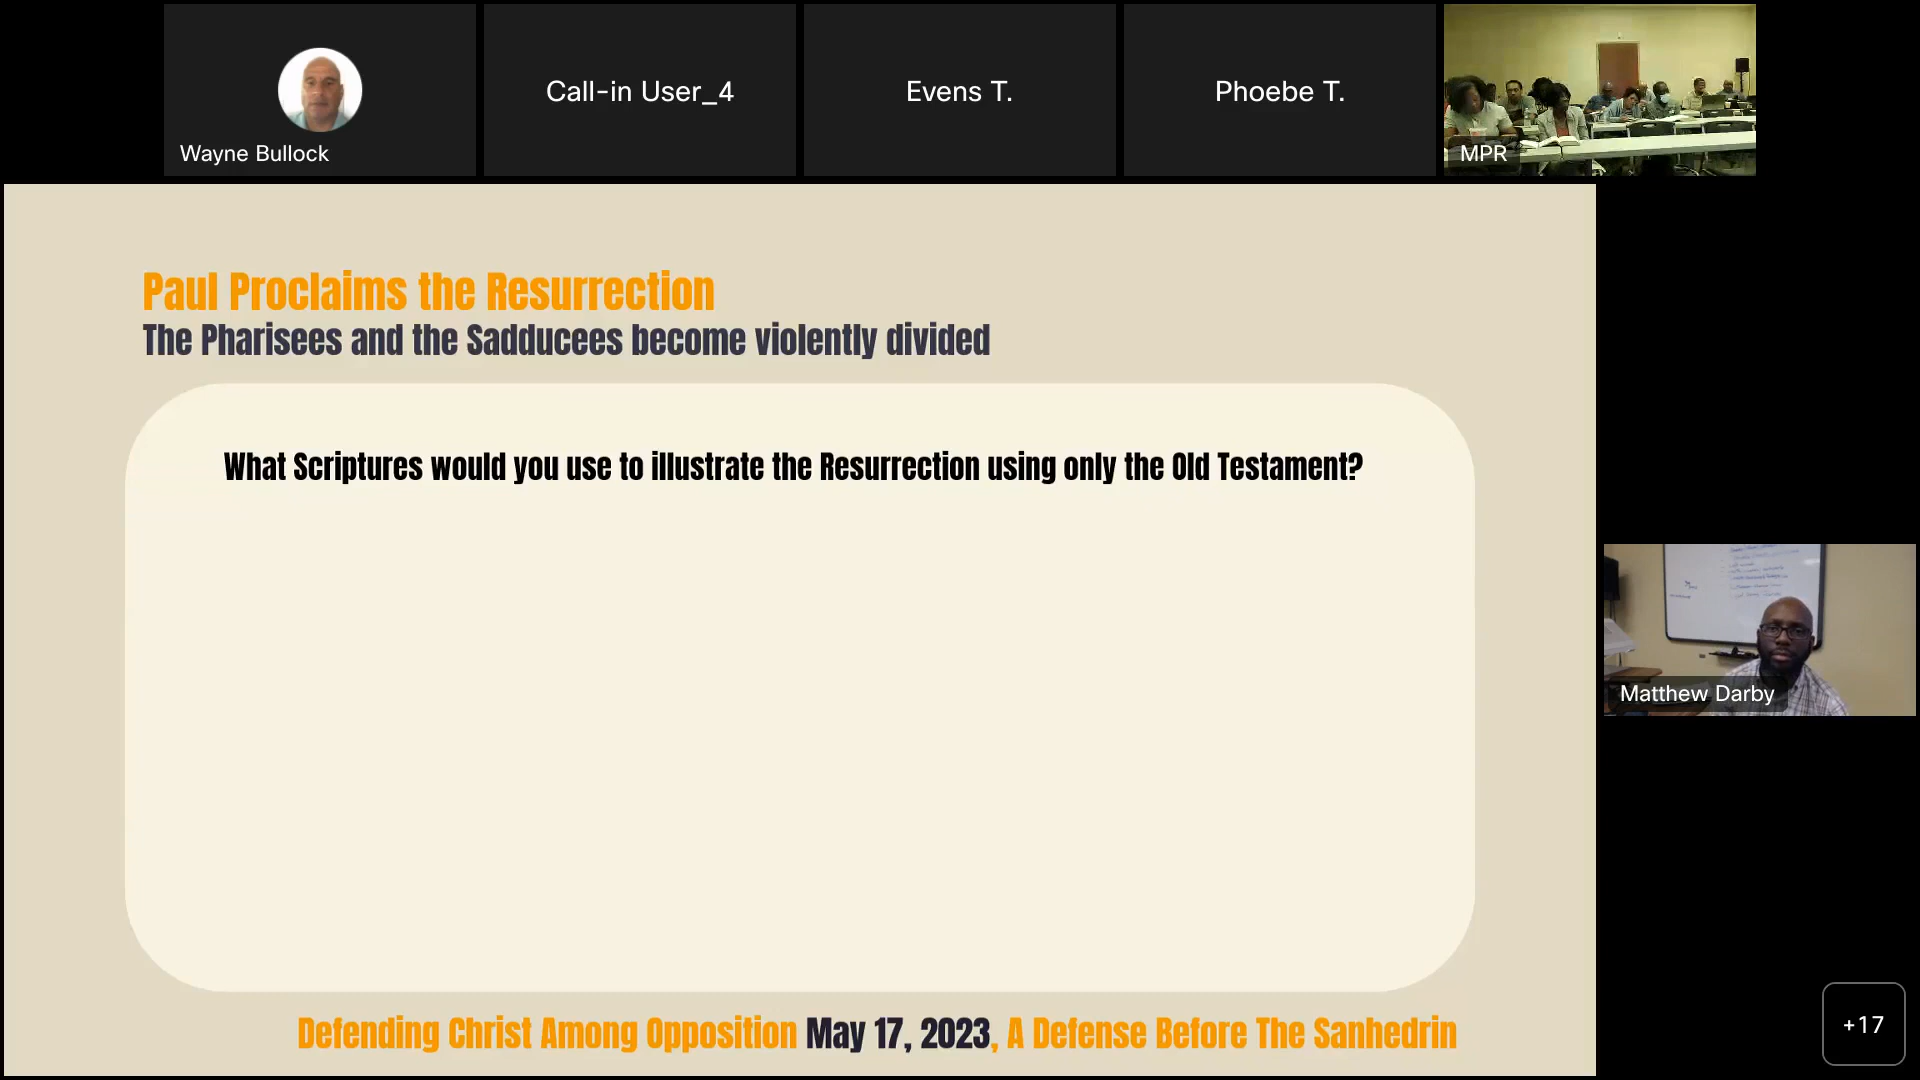 Wayne Bullock
Call-in User_4
Evens T.
Phoebe T.
MPR
Paul Proclaims the Resurrection
The Pharisees and the Sadducees become violently divided
What Scriptures would you use to illustrate the Resurrection using only the Old Testament?
Matthew Darby
Defending Christ Among Opposition May 17, 2023, A Defense Before The Sanhedrin
+17